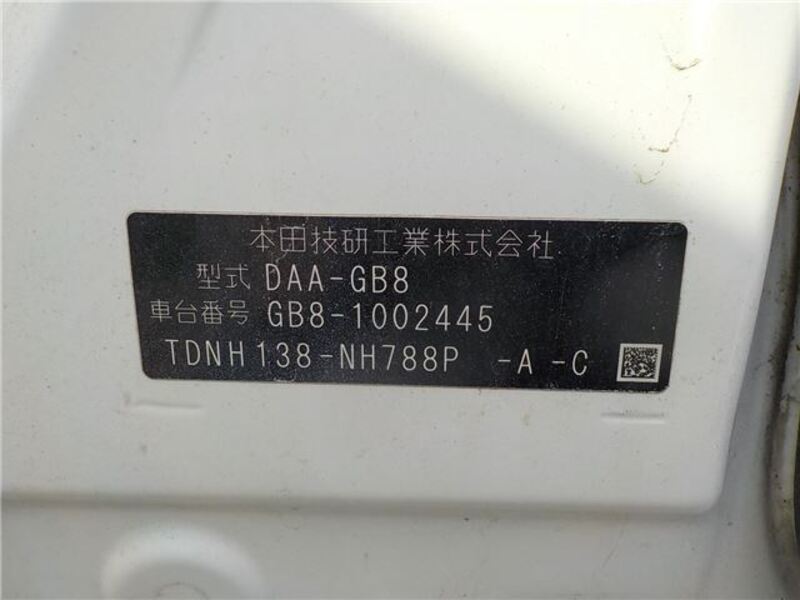 本田技研工業株式会社
型式 DAA-GB8
車台番号 GB8-1002445
TDNH138-NH788P -A -C